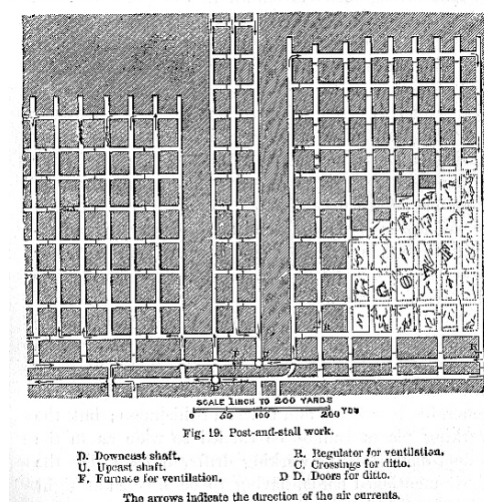 SCALE 1INCH TO 200 YARDS
0 50 100 200 YDS
Fig. 19. Post-and-stall work.
D. Downcast shaft. R. Regulator for ventilation.
U. Upcast shaft. C. Crossings for ditto.
F. Furnace for ventilation. D D. Doors for ditto.
The arrows indicate the direction of the air currents.